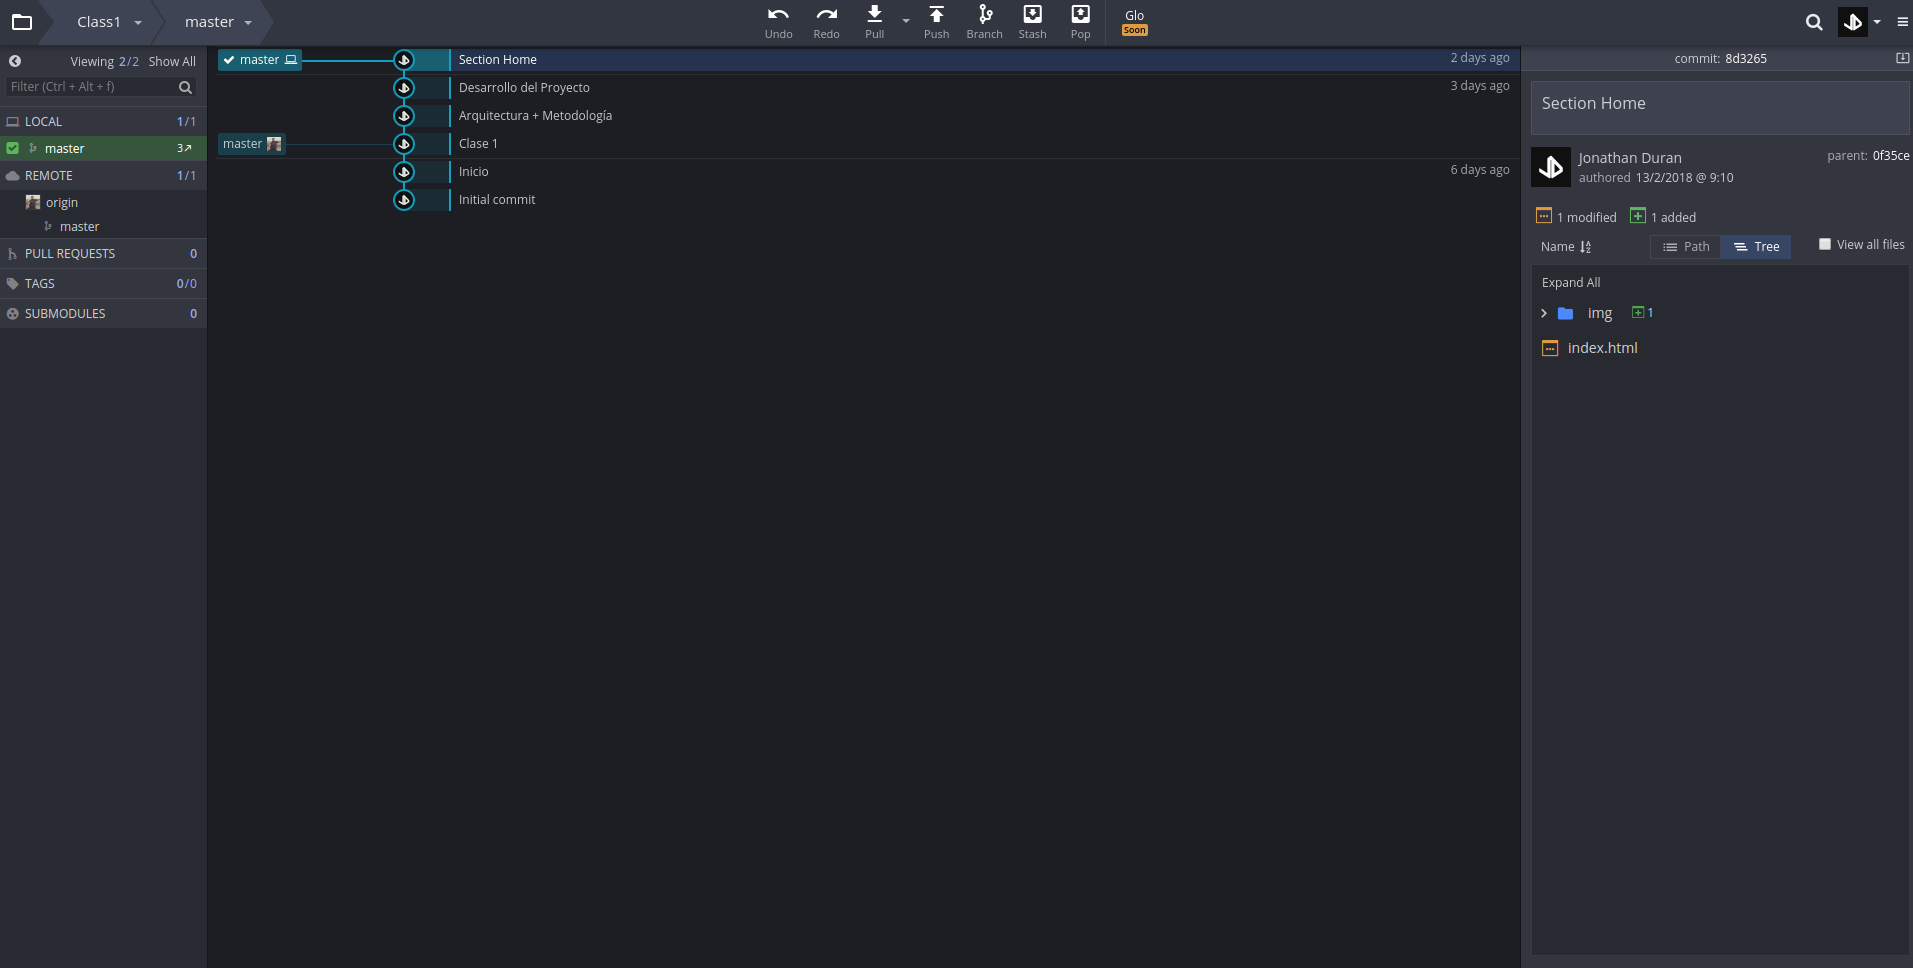 Class1
master
Undo
Redo
Pull
Push
Branch
Stash
Pop
Glo
Soon
Viewing 2/2 Show All
Filter (Ctrl + Alt + f)
LOCAL 1/1
master 3↗
REMOTE 1/1
origin
master
PULL REQUESTS 0
TAGS 0/0
SUBMODULES 0
master Section Home 2 days ago
Desarrollo del Proyecto 3 days ago
Arquitectura + Metodología
master Clase 1
Inicio 6 days ago
Initial commit
commit: 8d3265
Section Home
Jonathan Duran parent: 0f35ce
authored 13/2/2018 @ 9:10
1 modified 1 added
Name Path Tree View all files
Expand All
img 1
index.html